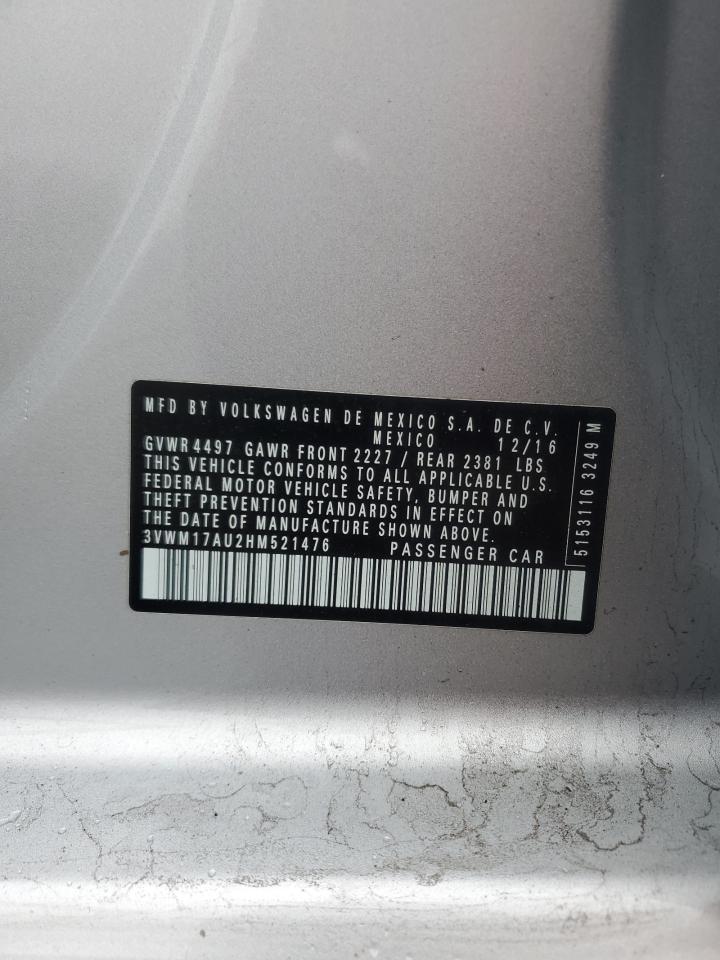 MFD BY VOLKSWAGEN DE MEXICO S.A. DE C.V.
MEXICO 12/16
GVWR 4497 GAWR FRONT 2227 / REAR 2381 LBS
THIS VEHICLE CONFORMS TO ALL APPLICABLE U.S.
FEDERAL MOTOR VEHICLE SAFETY, BUMPER AND
THEFT PREVENTION STANDARDS IN EFFECT ON
THE DATE OF MANUFACTURE SHOWN ABOVE.
3VWM17AU2HM521476 PASSENGER CAR
5153116 3249 M